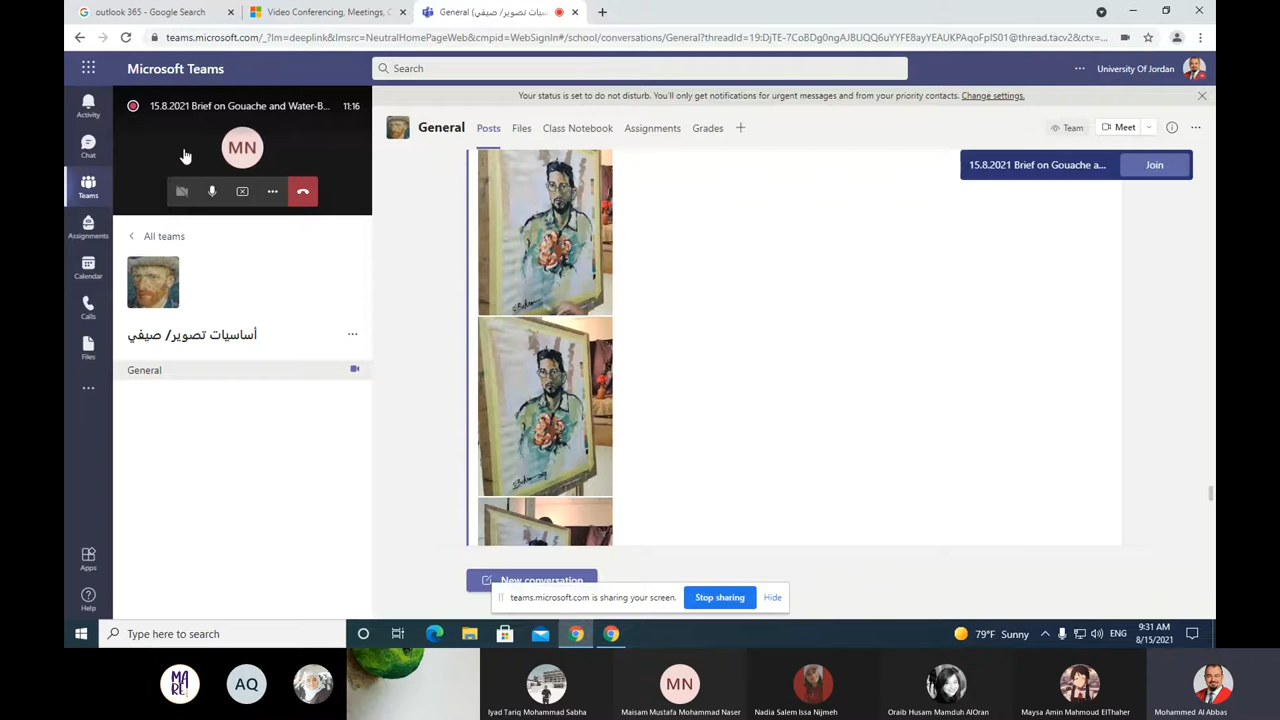 outlook 365 - Google Search
Video Conferencing, Meetings, C
General (أساسيات تصوير/ صيفي)
teams.microsoft.com/_?lm=deeplink&lmsrc=NeutralHomePageWeb&cmpid=WebSignIn#/school/conversations/General?threadId=19:DjTE-7CoBDg0ngAJBUQQ6uYYFE8ayYEAUKPAqoFpIS01@thread.tacv2&ctx=...
Microsoft Teams
Search
University Of Jordan
Your status is set to do not disturb. You'll only get notifications for urgent messages and from your priority contacts. Change settings.
15.8.2021 Brief on Gouache and Water-B... 11:16
MN
General Posts Files Class Notebook Assignments Grades
Team Meet
15.8.2021 Brief on Gouache a... Join
Activity
Chat
Teams
Assignments
Calendar
Calls
Files
Apps
Help
All teams
أساسيات تصوير/ صيفي
General
New conversation
teams.microsoft.com is sharing your screen. Stop sharing Hide
Type here to search
79°F Sunny ENG 9:31 AM
8/15/2021
AQ
MN
Iyad Tariq Mohammad Sabha
Maisam Mustafa Mohammad Naser
Nadia Salem Issa Nijmeh
Oraib Husam Mamduh AlOran
Maysa Amin Mahmoud ElThaher
Mohammed Al Abbas